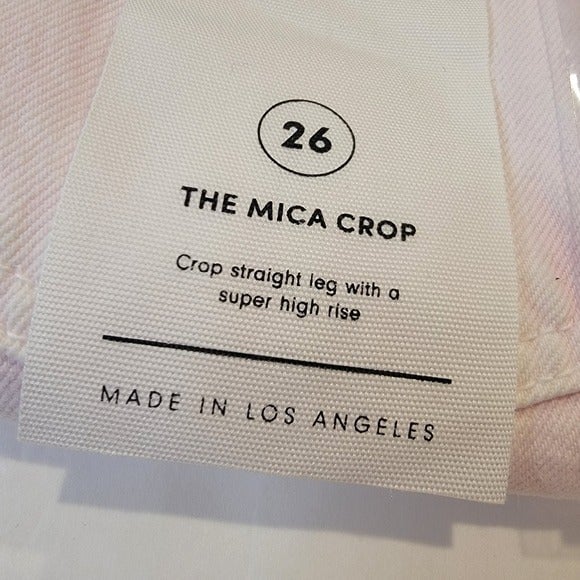 26
THE MICA CROP
Crop straight leg with a
super high rise
MADE IN LOS ANGELES